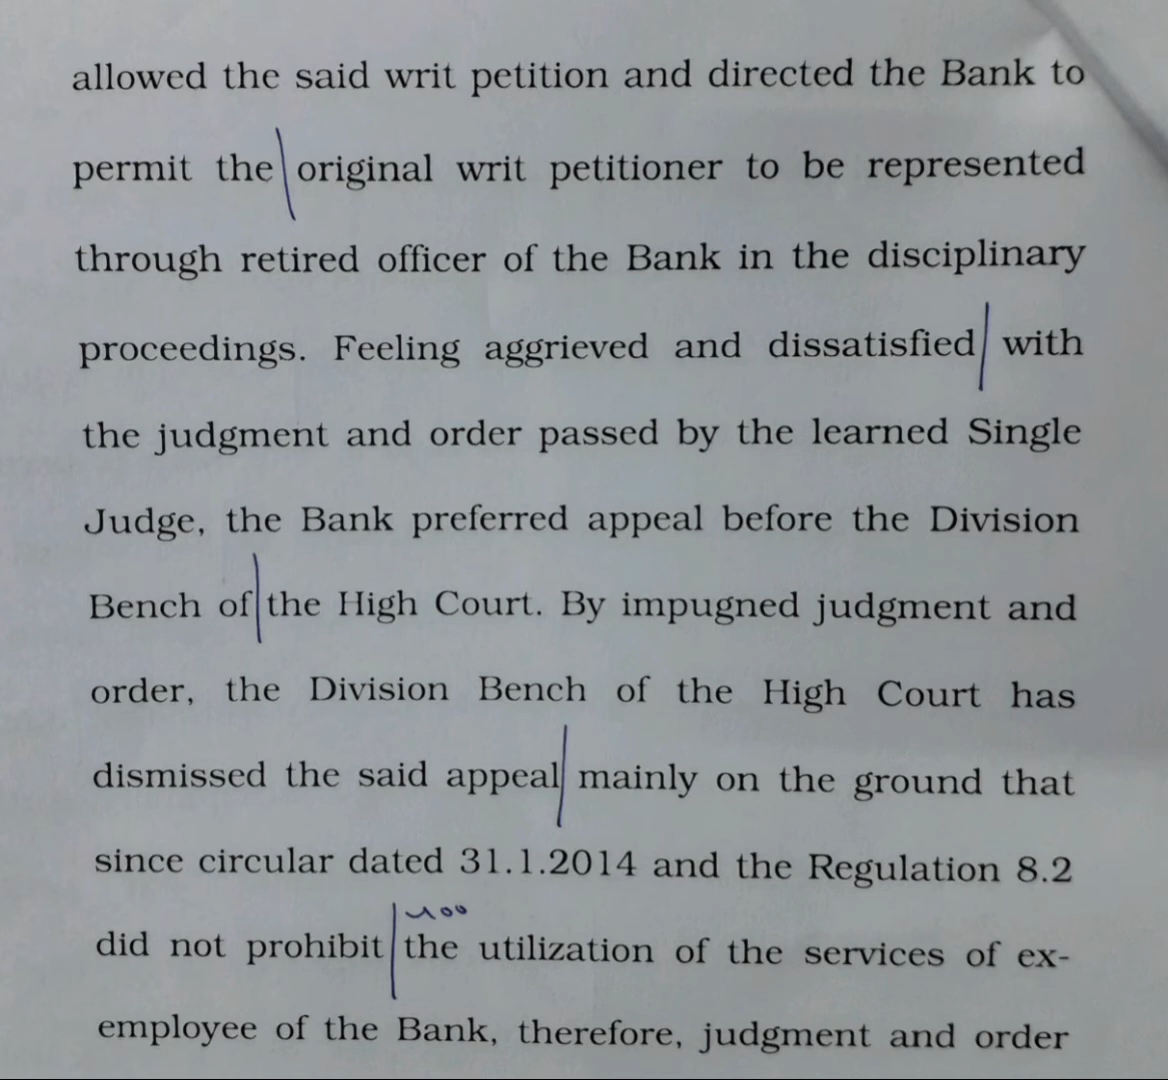 allowed the said writ petition and directed the Bank to
permit the original writ petitioner to be represented
through retired officer of the Bank in the disciplinary
proceedings. Feeling aggrieved and dissatisfied with
the judgment and order passed by the learned Single
Judge, the Bank preferred appeal before the Division
Bench of the High Court. By impugned judgment and
order, the Division Bench of the High Court has
dismissed the said appeal mainly on the ground that
since circular dated 31.1.2014 and the Regulation 8.2
400
did not prohibit the utilization of the services of ex-
employee of the Bank, therefore, judgment and order